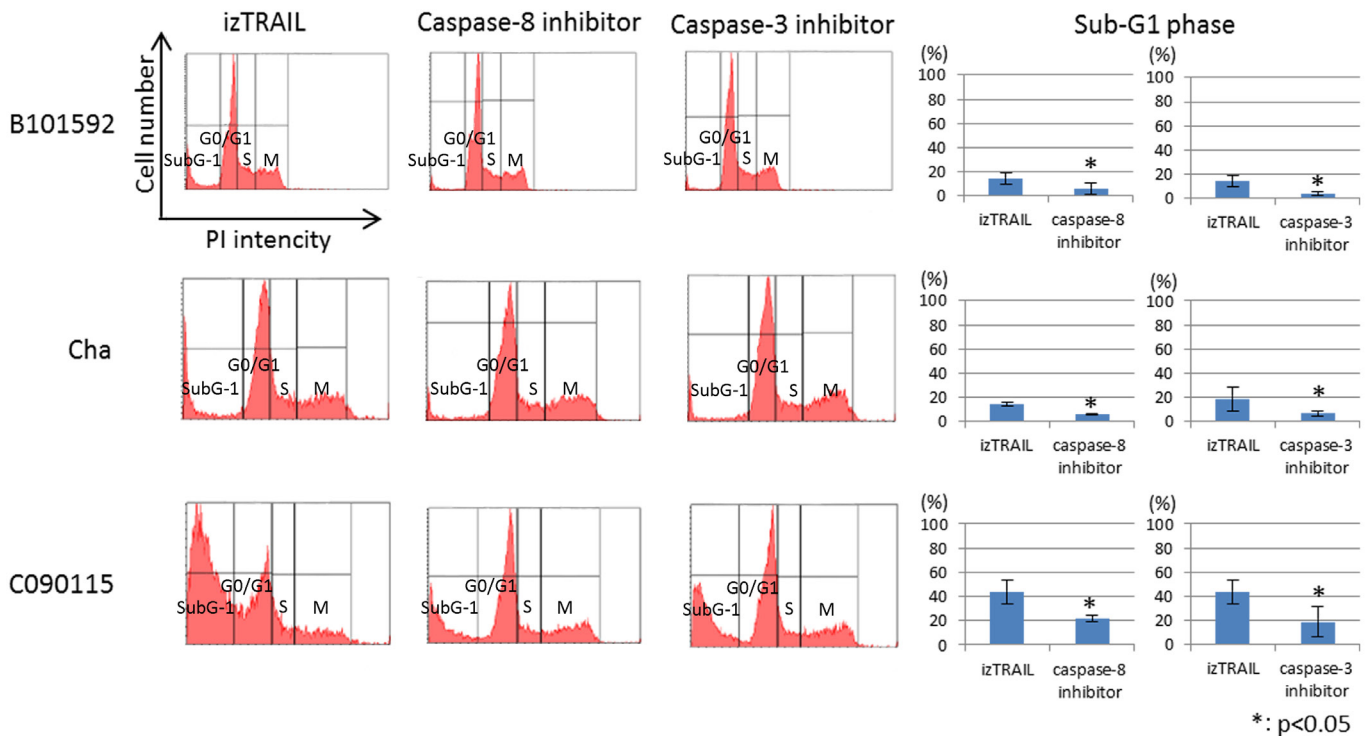 izTRAIL
Caspase-8 inhibitor
Caspase-3 inhibitor
Sub-G1 phase
B101592
Cell number
PI intencity
G0/G1
SubG-1 S M
G0/G1
SubG-1 S M
G0/G1
SubG-1 S M
(%)
100
80
60
40
20
0
izTRAIL
caspase-8
inhibitor
*
(%)
100
80
60
40
20
0
izTRAIL
caspase-3
inhibitor
*
Cha
G0/G1
SubG-1 S M
G0/G1
SubG-1 S M
G0/G1
SubG-1 S M
(%)
100
80
60
40
20
0
izTRAIL
caspase-8
inhibitor
*
(%)
100
80
60
40
20
0
izTRAIL
caspase-3
inhibitor
*
C090115
G0/G1
SubG-1 S M
G0/G1
SubG-1 S M
G0/G1
SubG-1 S M
(%)
100
80
60
40
20
0
izTRAIL
caspase-8
inhibitor
*
(%)
100
80
60
40
20
0
izTRAIL
caspase-3
inhibitor
*
*: p<0.05